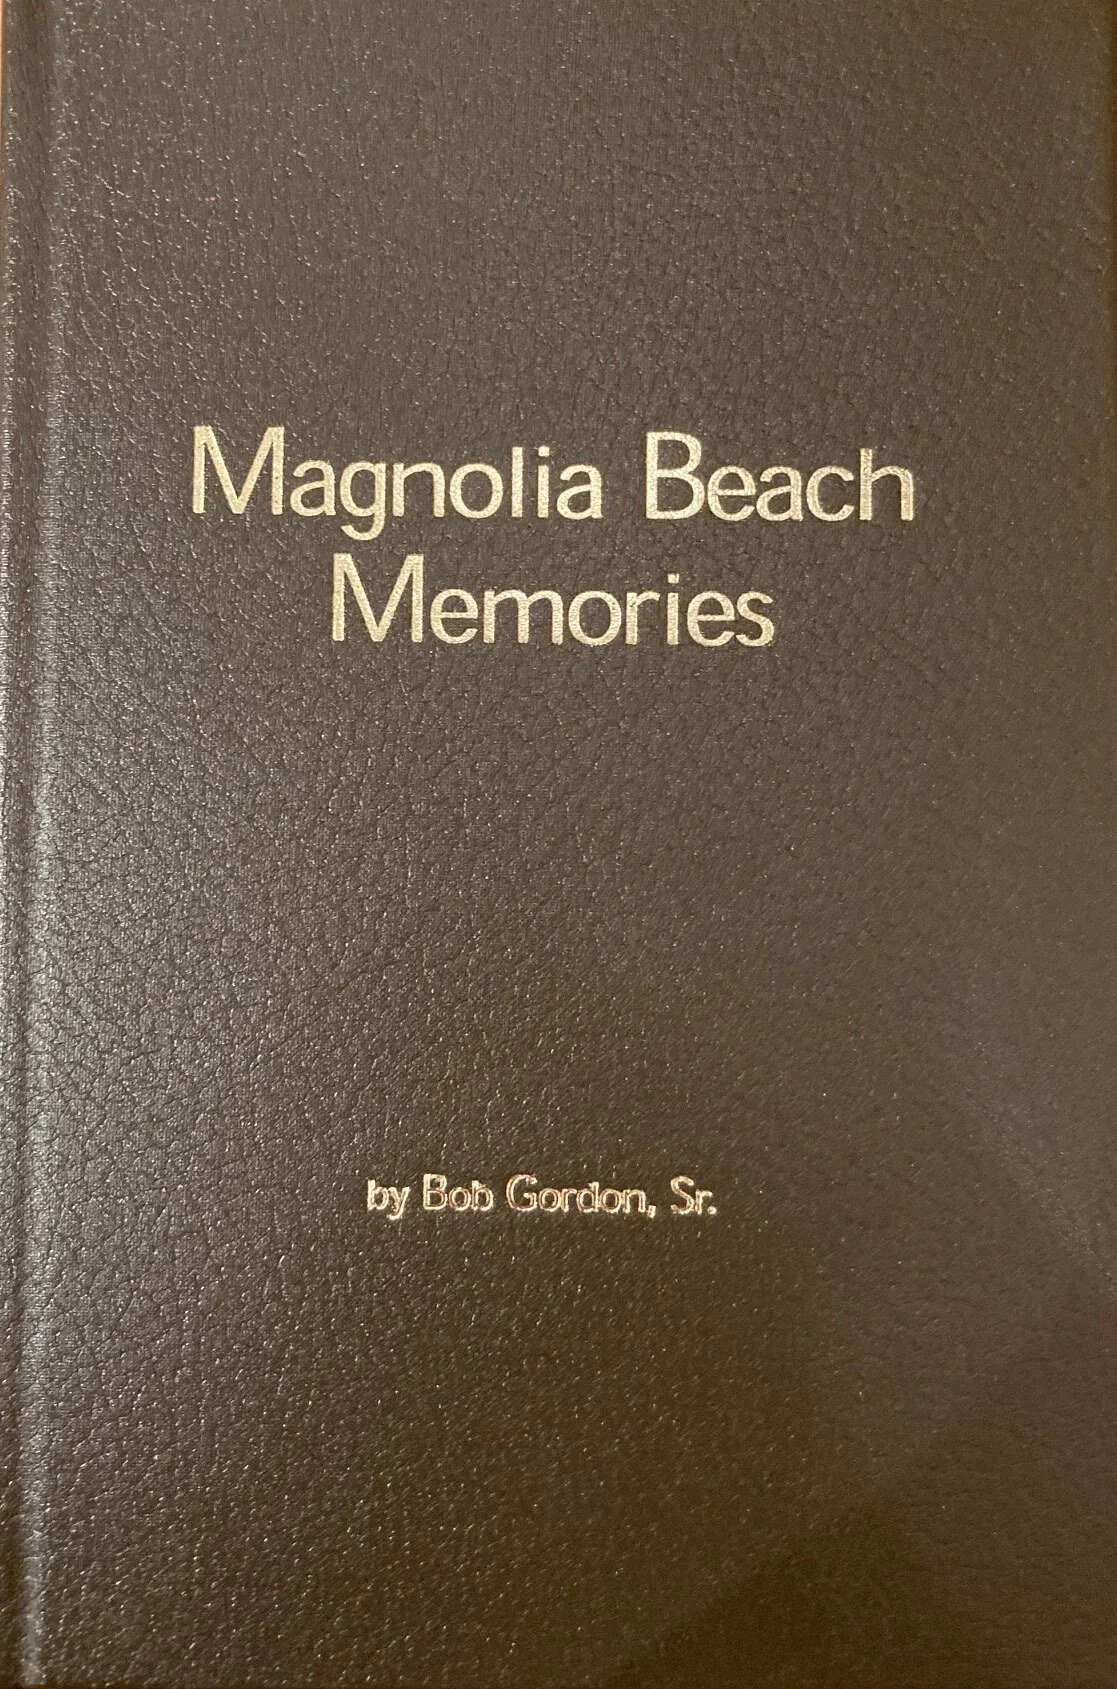 Magnolia Beach
Memories
by Bob Gordon, Sr.